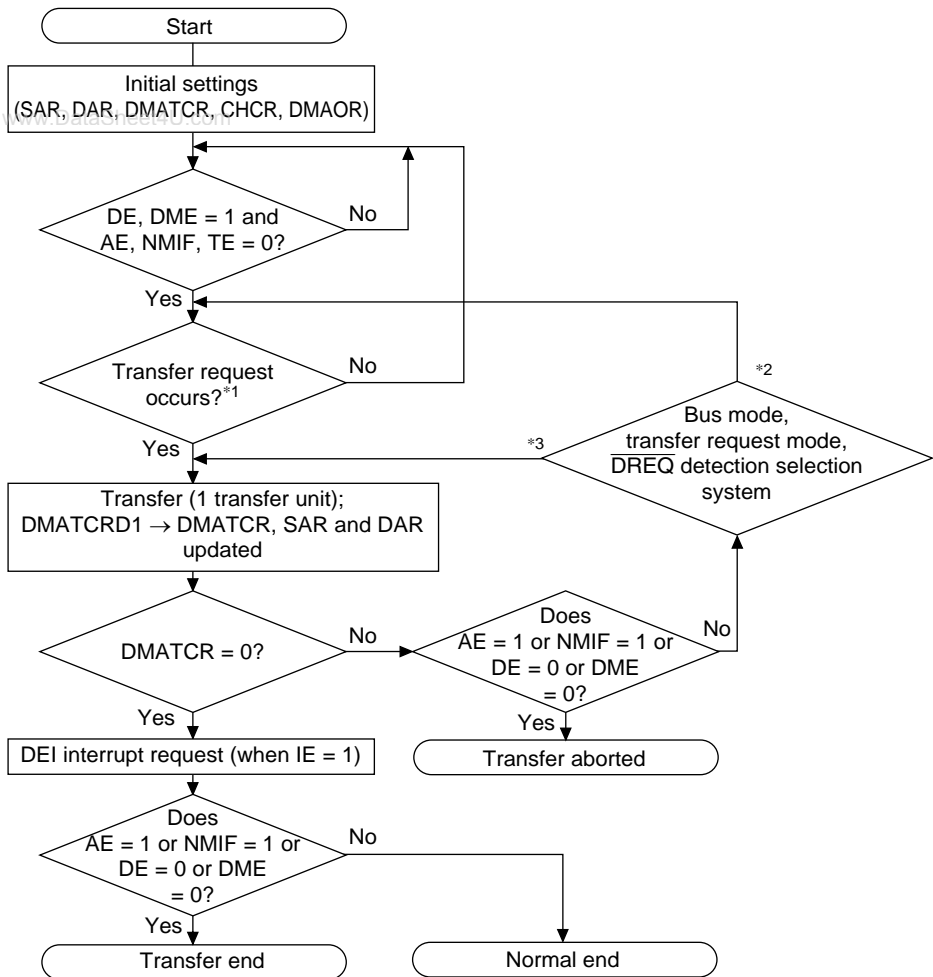 Start
Initial settings
(SAR, DAR, DMATCR, CHCR, DMAOR)
www.DataSheet4U.com
DE, DME = 1 and
AE, NMIF, TE = 0?
No
Yes
Transfer request
occurs?*1
No
Yes
*2
Bus mode,
transfer request mode,
DREQ detection selection
system
*3
Transfer (1 transfer unit);
DMATCRD1 → DMATCR, SAR and DAR
updated
DMATCR = 0?
No
Yes
Does
AE = 1 or NMIF = 1 or
DE = 0 or DME
= 0?
No
Yes
Transfer aborted
DEI interrupt request (when IE = 1)
Does
AE = 1 or NMIF = 1 or
DE = 0 or DME
= 0?
No
Yes
Transfer end
Normal end